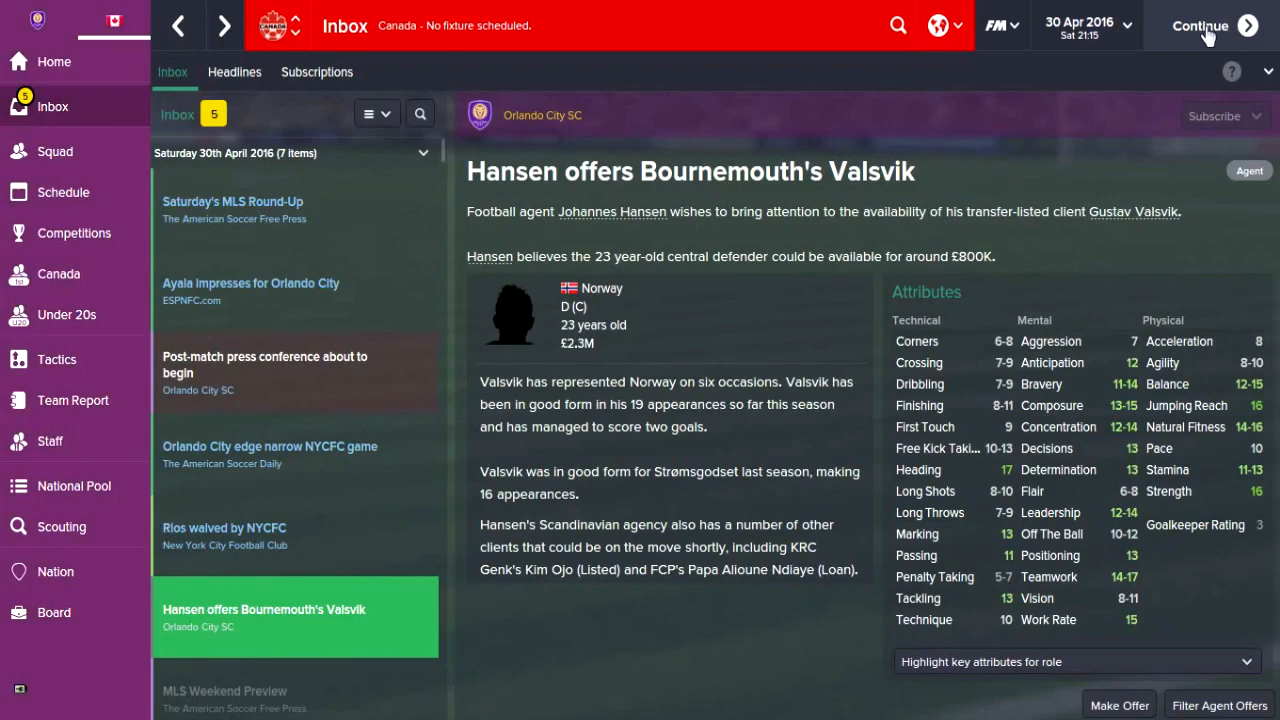 Inbox
Canada - No fixture scheduled.
FM
30 Apr 2016
Sat 21:15
Continue
Home
5
Inbox
Squad
Schedule
Competitions
1st
Canada
U20
Under 20s
Tactics
Team Report
Staff
National Pool
Scouting
Nation
Board
Inbox
Headlines
Subscriptions
?
Inbox 5
Saturday 30th April 2016 (7 items)
Saturday's MLS Round-Up
The American Soccer Free Press
Ayala impresses for Orlando City
ESPNFC.com
Post-match press conference about to
begin
Orlando City SC
Orlando City edge narrow NYCFC game
The American Soccer Daily
Rios waived by NYCFC
New York City Football Club
Hansen offers Bournemouth's Valsvik
Orlando City SC
MLS Weekend Preview
The American Soccer Free Press
Orlando City SC
Subscribe
Hansen offers Bournemouth's Valsvik
Agent
Football agent Johannes Hansen wishes to bring attention to the availability of his transfer-listed client Gustav Valsvik.
Hansen believes the 23 year-old central defender could be available for around £800K.
Norway
D (C)
23 years old
£2.3M
Valsvik has represented Norway on six occasions. Valsvik has
been in good form in his 19 appearances so far this season
and has managed to score two goals.
Valsvik was in good form for Strømsgodset last season, making
16 appearances.
Hansen's Scandinavian agency also has a number of other
clients that could be on the move shortly, including KRC
Genk's Kim Ojo (Listed) and FCP's Papa Alioune Ndiaye (Loan).
Attributes
Technical Mental Physical
Corners 6-8 Aggression 7 Acceleration 8
Crossing 7-9 Anticipation 12 Agility 8-10
Dribbling 7-9 Bravery 11-14 Balance 12-15
Finishing 8-11 Composure 13-15 Jumping Reach 16
First Touch 9 Concentration 12-14 Natural Fitness 14-16
Free Kick Taki... 10-13 Decisions 13 Pace 10
Heading 17 Determination 13 Stamina 11-13
Long Shots 8-10 Flair 6-8 Strength 16
Long Throws 7-9 Leadership 12-14
Goalkeeper Rating 3
Marking 13 Off The Ball 10-12
Passing 11 Positioning 13
Penalty Taking 5-7 Teamwork 14-17
Tackling 13 Vision 8-11
Technique 10 Work Rate 15
Highlight key attributes for role
Make Offer
Filter Agent Offers